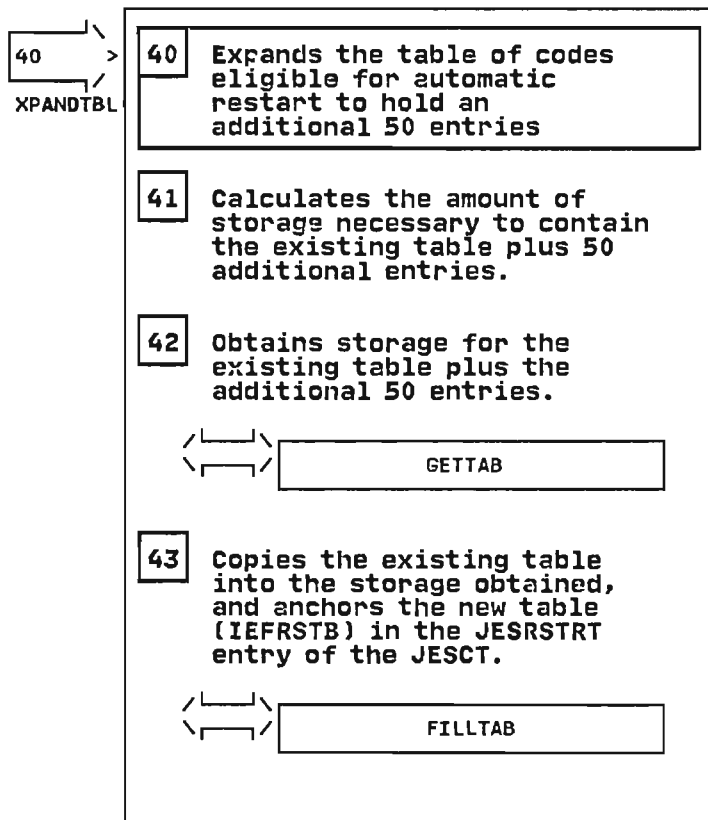 40 >
XPANDTBL
40 Expands the table of codes
eligible for automatic
restart to hold an
additional 50 entries
41 Calculates the amount of
storage necessary to contain
the existing table plus 50
additional entries.
42 Obtains storage for the
existing table plus the
additional 50 entries.
GETTAB
43 Copies the existing table
into the storage obtained,
and anchors the new table
(IEFRSTB) in the JESRSTRT
entry of the JESCT.
FILLTAB